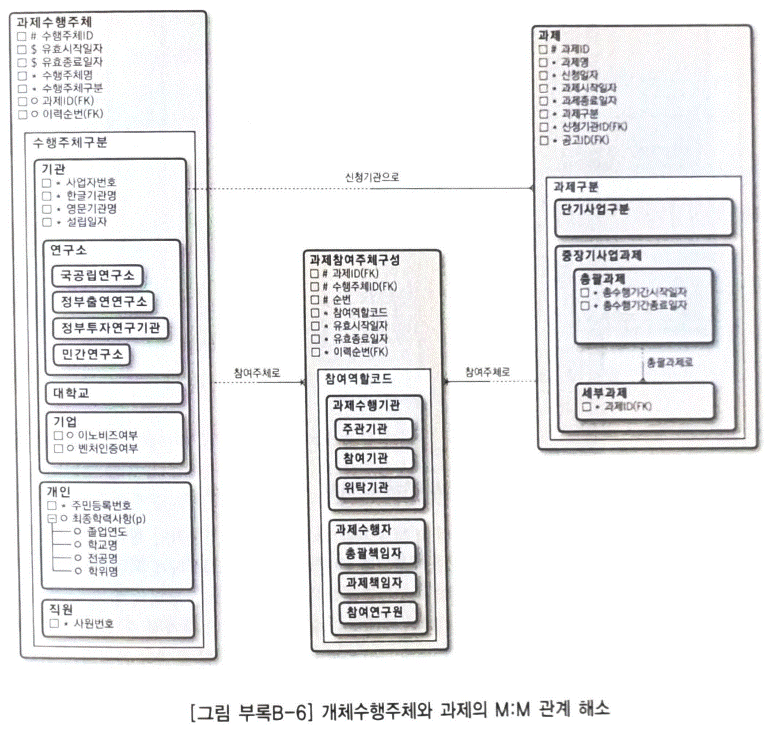 과제수행주체
□ # 수행주체ID
□ $ 유효시작일자
□ $ 유효종료일자
□ * 수행주체명
□ * 수행주체구분
□ ○ 과제ID(FK)
□ ○ 이력순번(FK)
수행주체구분
기관
□ * 사업자번호
□ * 한글기관명
□ * 영문기관명
□ * 설립일자
연구소
국공립연구소
정부출연연구소
정부투자연구기관
민간연구소
대학교
기업
□ ○ 이노비즈여부
□ ○ 벤처인증여부
개인
□ * 주민등록번호
⊟ ○ 최종학력사항(p)
○ 졸업연도
○ 학교명
○ 전공명
○ 학위명
직원
□ * 사원번호
신청기관으로
참여주체로
과제참여주체구성
□ # 과제ID(FK)
□ # 수행주체ID(FK)
□ # 순번
□ * 참여역할코드
□ * 유효시작일자
□ * 유효종료일자
□ * 이력순번(FK)
참여역할코드
과제수행기관
주관기관
참여기관
위탁기관
과제수행자
총괄책임자
과제책임자
참여연구원
참여주체로
과제
□ # 과제ID
□ * 과제명
□ * 신청일자
□ * 과제시작일자
□ * 과제종료일자
□ * 과제구분
□ * 신청기관ID(FK)
□ * 공고ID(FK)
과제구분
단기사업구분
중장기사업과제
총괄과제
□ * 총수행기간시작일자
□ * 총수행기간종료일자
총괄과제로
세부과제
□ * 과제ID(FK)
[그림 부록B-6] 개체수행주체와 과제의 M:M 관계 해소